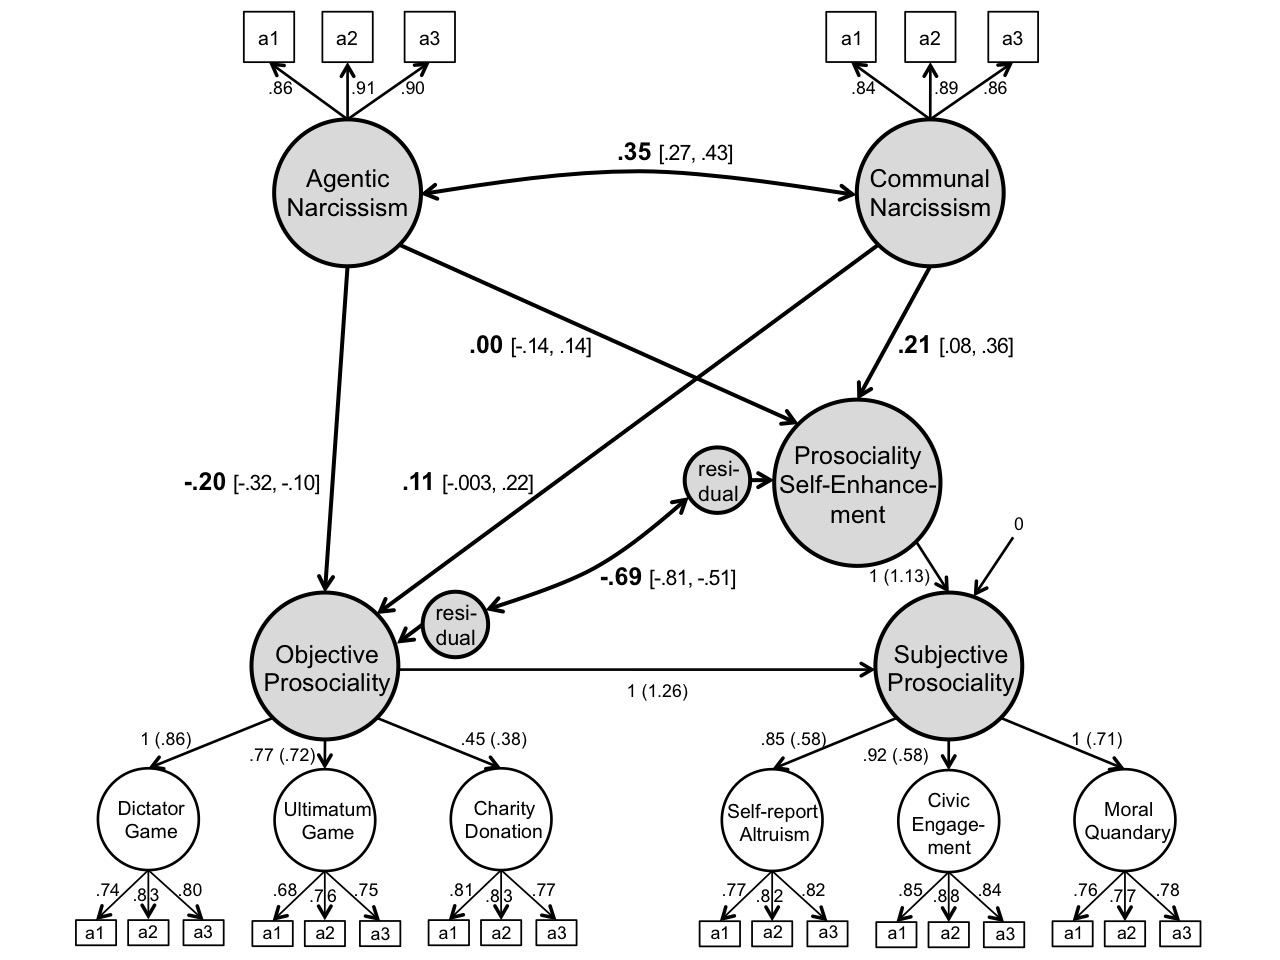 a1 a2 a3
a1 a2 a3
.86 .91 .90
.84 .89 .86
.35 [.27, .43]
Agentic
Narcissism
Communal
Narcissism
.00 [-.14, .14]
.21 [.08, .36]
-.20 [-.32, -.10]
.11 [-.003, .22]
resi-
dual
Prosociality
Self-Enhance-
ment
0
-.69 [-.81, -.51]
1 (1.13)
resi-
dual
Objective
Prosociality
Subjective
Prosociality
1 (1.26)
1 (.86)
.77 (.72)
.45 (.38)
.85 (.58)
.92 (.58)
1 (.71)
Dictator
Game
Ultimatum
Game
Charity
Donation
Self-report
Altruism
Civic
Engage-
ment
Moral
Quandary
.74 .83 .80
.68 .76 .75
.81 .83 .77
.77 .82 .82
.85 .88 .84
.76 .77 .78
a1 a2 a3
a1 a2 a3
a1 a2 a3
a1 a2 a3
a1 a2 a3
a1 a2 a3